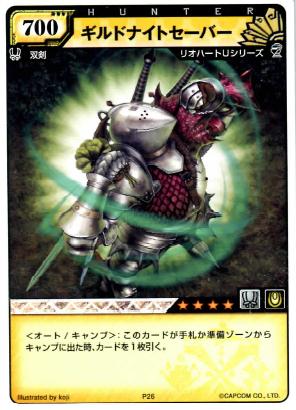 HUNTER
700
ギルドナイトセーバー
双剣
リオハートUシリーズ
<オート / キャンプ>:このカードが手札か準備ゾーンから
キャンプに出た時、カードを1枚引く。
Illustrated by koji
P26
©CAPCOM CO., LTD.